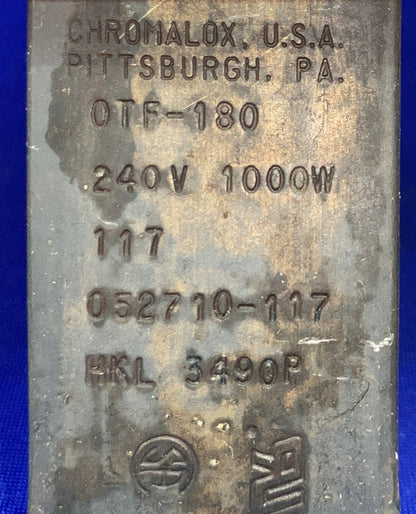 CHROMALOX, U.S.A.
PITTSBURGH, PA.
OTF-180
240V 1000W
117
052710-117
HKL 3490P